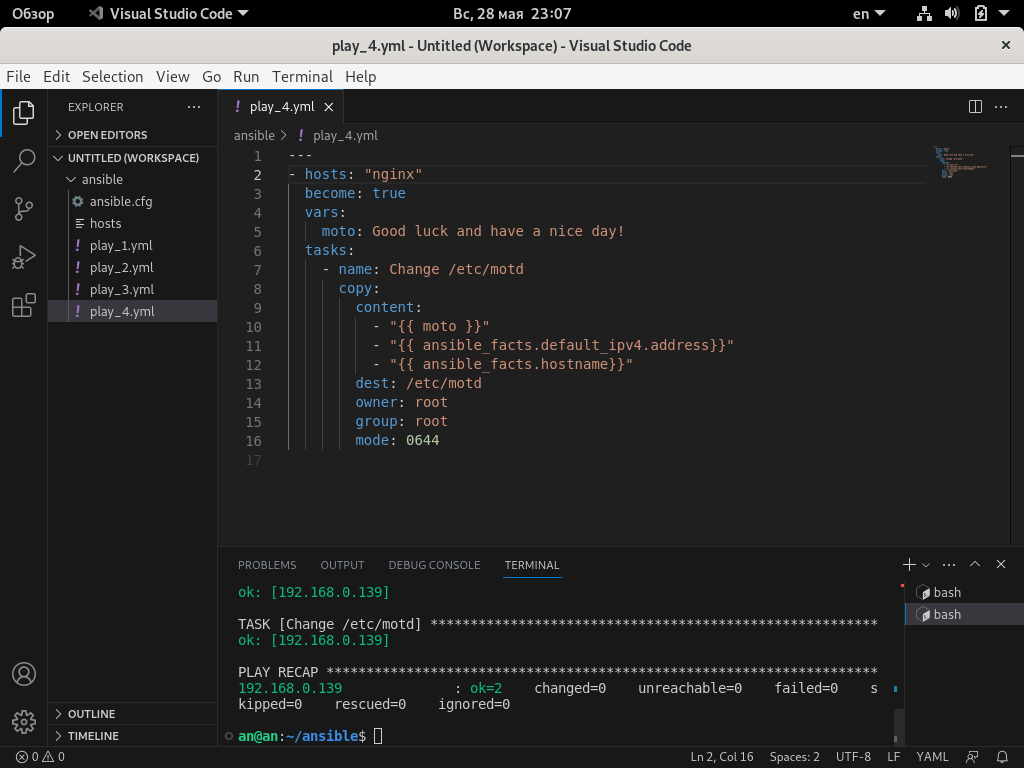 Обзор Visual Studio Code Вс, 28 мая 23:07 en
play_4.yml - Untitled (Workspace) - Visual Studio Code
File Edit Selection View Go Run Terminal Help
EXPLORER
OPEN EDITORS
UNTITLED (WORKSPACE)
ansible
ansible.cfg
hosts
play_1.yml
play_2.yml
play_3.yml
play_4.yml
OUTLINE
TIMELINE
play_4.yml
ansible > play_4.yml
1 ---
2 - hosts: "nginx"
3 become: true
4 vars:
5 moto: Good luck and have a nice day!
6 tasks:
7 - name: Change /etc/motd
8 copy:
9 content:
10 - "{{ moto }}"
11 - "{{ ansible_facts.default_ipv4.address}}"
12 - "{{ ansible_facts.hostname}}"
13 dest: /etc/motd
14 owner: root
15 group: root
16 mode: 0644
17
PROBLEMS OUTPUT DEBUG CONSOLE TERMINAL
ok: [192.168.0.139]
TASK [Change /etc/motd] ********************************************************
ok: [192.168.0.139]
PLAY RECAP *********************************************************************
192.168.0.139 : ok=2 changed=0 unreachable=0 failed=0 s
kipped=0 rescued=0 ignored=0
an@an:~/ansible$
bash
bash
0 0 Ln 2, Col 16 Spaces: 2 UTF-8 LF YAML